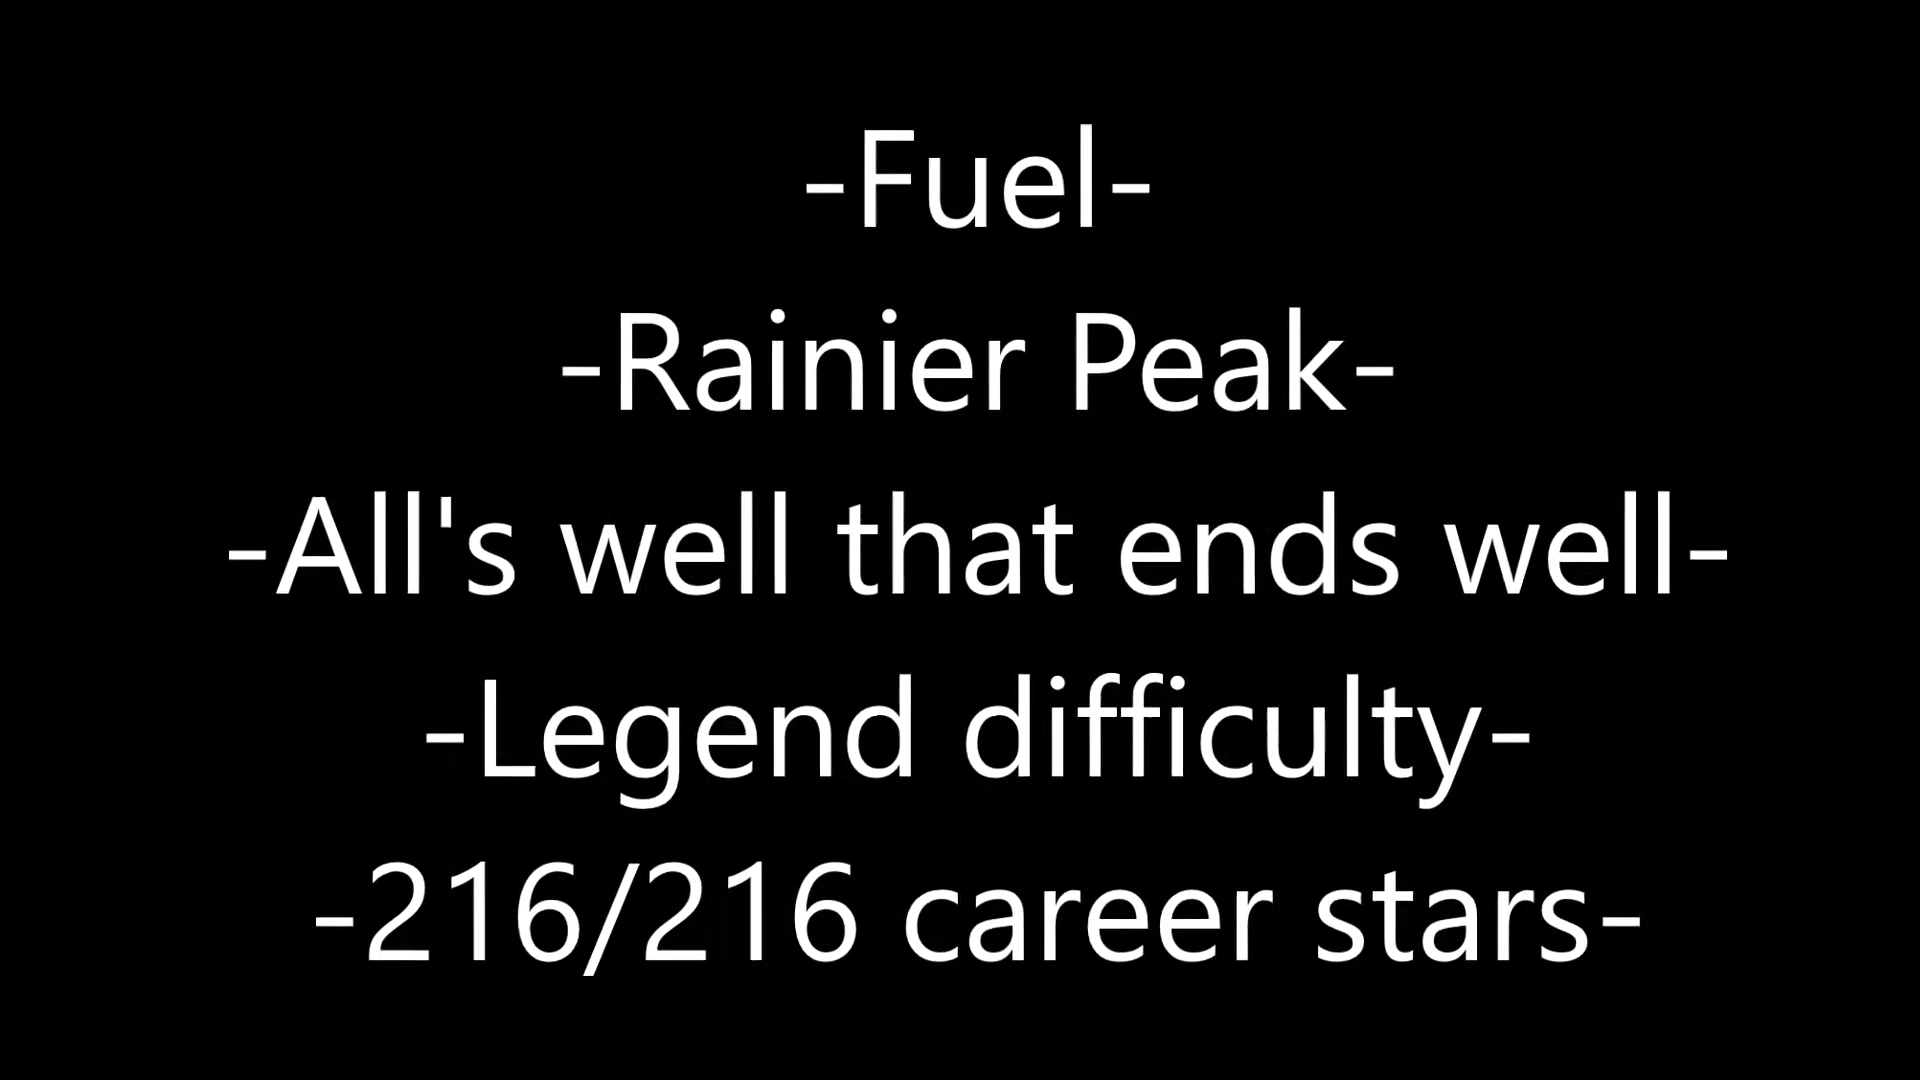 -Fuel-
-Rainier Peak-
-All's well that ends well-
-Legend difficulty-
-216/216 career stars-